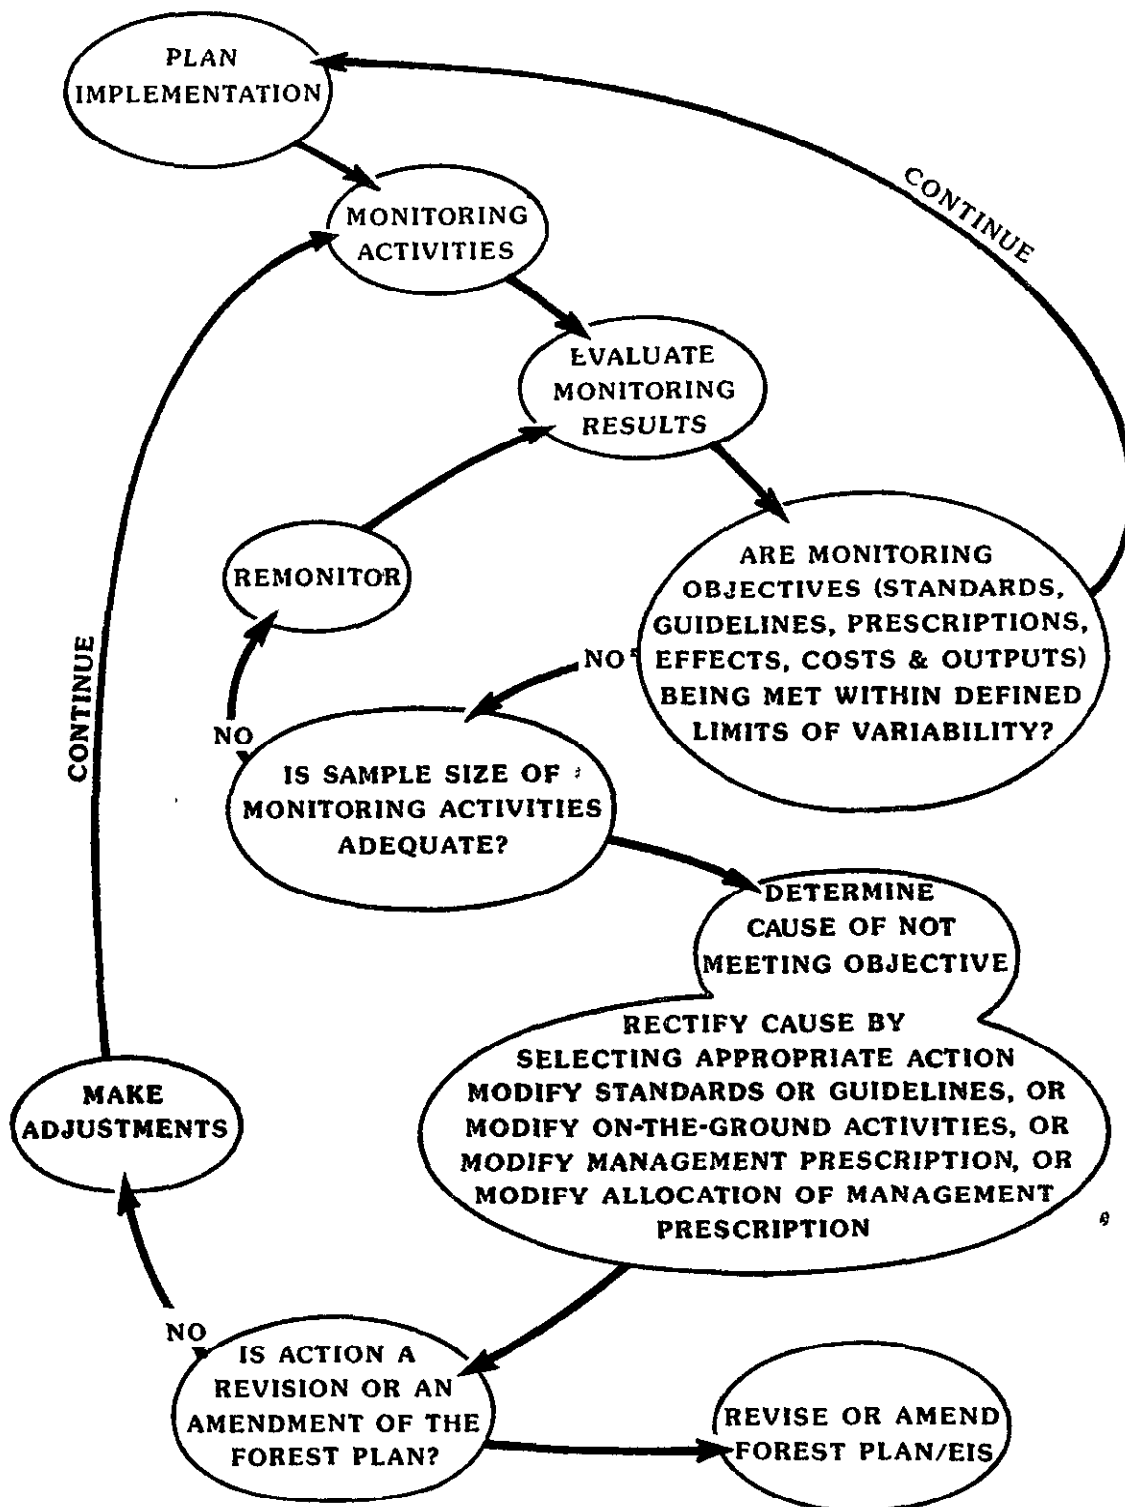 PLAN
IMPLEMENTATION
CONTINUE
MONITORING
ACTIVITIES
EVALUATE
MONITORING
RESULTS
ARE MONITORING
OBJECTIVES (STANDARDS,
GUIDELINES, PRESCRIPTIONS,
EFFECTS, COSTS & OUTPUTS)
BEING MET WITHIN DEFINED
LIMITS OF VARIABILITY?
REMONITOR
NO
NO
IS SAMPLE SIZE OF
MONITORING ACTIVITIES
ADEQUATE?
CONTINUE
DETERMINE
CAUSE OF NOT
MEETING OBJECTIVE
RECTIFY CAUSE BY
SELECTING APPROPRIATE ACTION
MODIFY STANDARDS OR GUIDELINES, OR
MODIFY ON-THE-GROUND ACTIVITIES, OR
MODIFY MANAGEMENT PRESCRIPTION, OR
MODIFY ALLOCATION OF MANAGEMENT
PRESCRIPTION
MAKE
ADJUSTMENTS
NO
IS ACTION A
REVISION OR AN
AMENDMENT OF THE
FOREST PLAN?
REVISE OR AMEND
FOREST PLAN/EIS